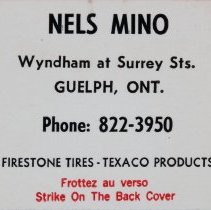 NELS MINO
Wyndham at Surrey Sts.
GUELPH, ONT.
Phone: 822-3950
FIRESTONE TIRES - TEXACO PRODUCTS
Frottez au verso
Strike On The Back Cover